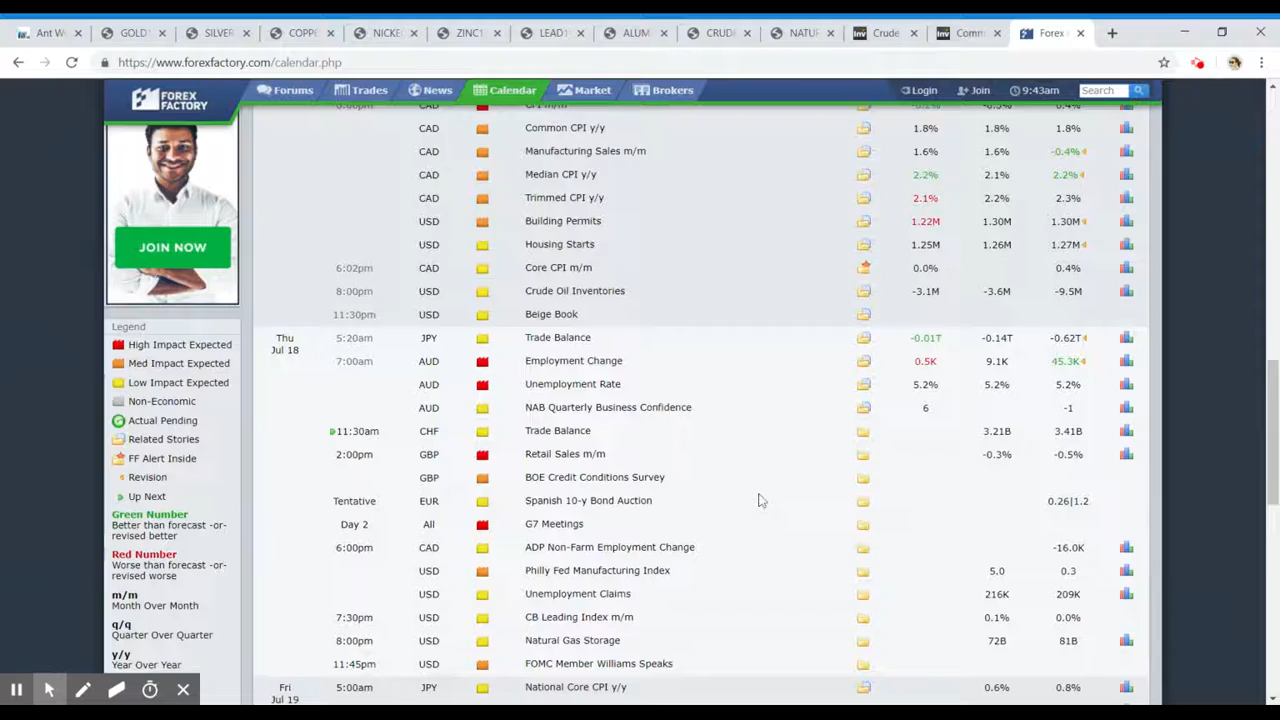 Ant W
GOLD
SILVER
COPPE
NICKE
ZINC1
LEAD1
ALUM
CRUD
NATUR
Inv Crude
Inv Comm
Forex
https://www.forexfactory.com/calendar.php
FOREX FACTORY
Forums
Trades
News
Calendar
Market
Brokers
Login
Join
9:43am
Search
JOIN NOW
Legend
High Impact Expected
Med Impact Expected
Low Impact Expected
Non-Economic
Actual Pending
Related Stories
FF Alert Inside
Revision
Up Next
Green Number
Better than forecast -or-
revised better
Red Number
Worse than forecast -or-
revised worse
m/m
Month Over Month
q/q
Quarter Over Quarter
y/y
Year Over Year
CAD CPI m/m
CAD Common CPI y/y 1.8% 1.8% 1.8%
CAD Manufacturing Sales m/m 1.6% 1.6% -0.4%
CAD Median CPI y/y 2.2% 2.1% 2.2%
CAD Trimmed CPI y/y 2.1% 2.2% 2.3%
USD Building Permits 1.22M 1.30M 1.30M
USD Housing Starts 1.25M 1.26M 1.27M
6:02pm CAD Core CPI m/m 0.0% 0.4%
8:00pm USD Crude Oil Inventories -3.1M -3.6M -9.5M
11:30pm USD Beige Book
Thu Jul 18 5:20am JPY Trade Balance -0.01T -0.14T -0.62T
7:00am AUD Employment Change 0.5K 9.1K 45.3K
AUD Unemployment Rate 5.2% 5.2% 5.2%
AUD NAB Quarterly Business Confidence 6 -1
11:30am CHF Trade Balance 3.21B 3.41B
2:00pm GBP Retail Sales m/m -0.3% -0.5%
GBP BOE Credit Conditions Survey
Tentative EUR Spanish 10-y Bond Auction 0.26|1.2
Day 2 All G7 Meetings
6:00pm CAD ADP Non-Farm Employment Change -16.0K
USD Philly Fed Manufacturing Index 5.0 0.3
USD Unemployment Claims 216K 209K
7:30pm USD CB Leading Index m/m 0.1% 0.0%
8:00pm USD Natural Gas Storage 72B 81B
11:45pm USD FOMC Member Williams Speaks
Fri Jul 19 5:00am JPY National Core CPI y/y 0.6% 0.8%